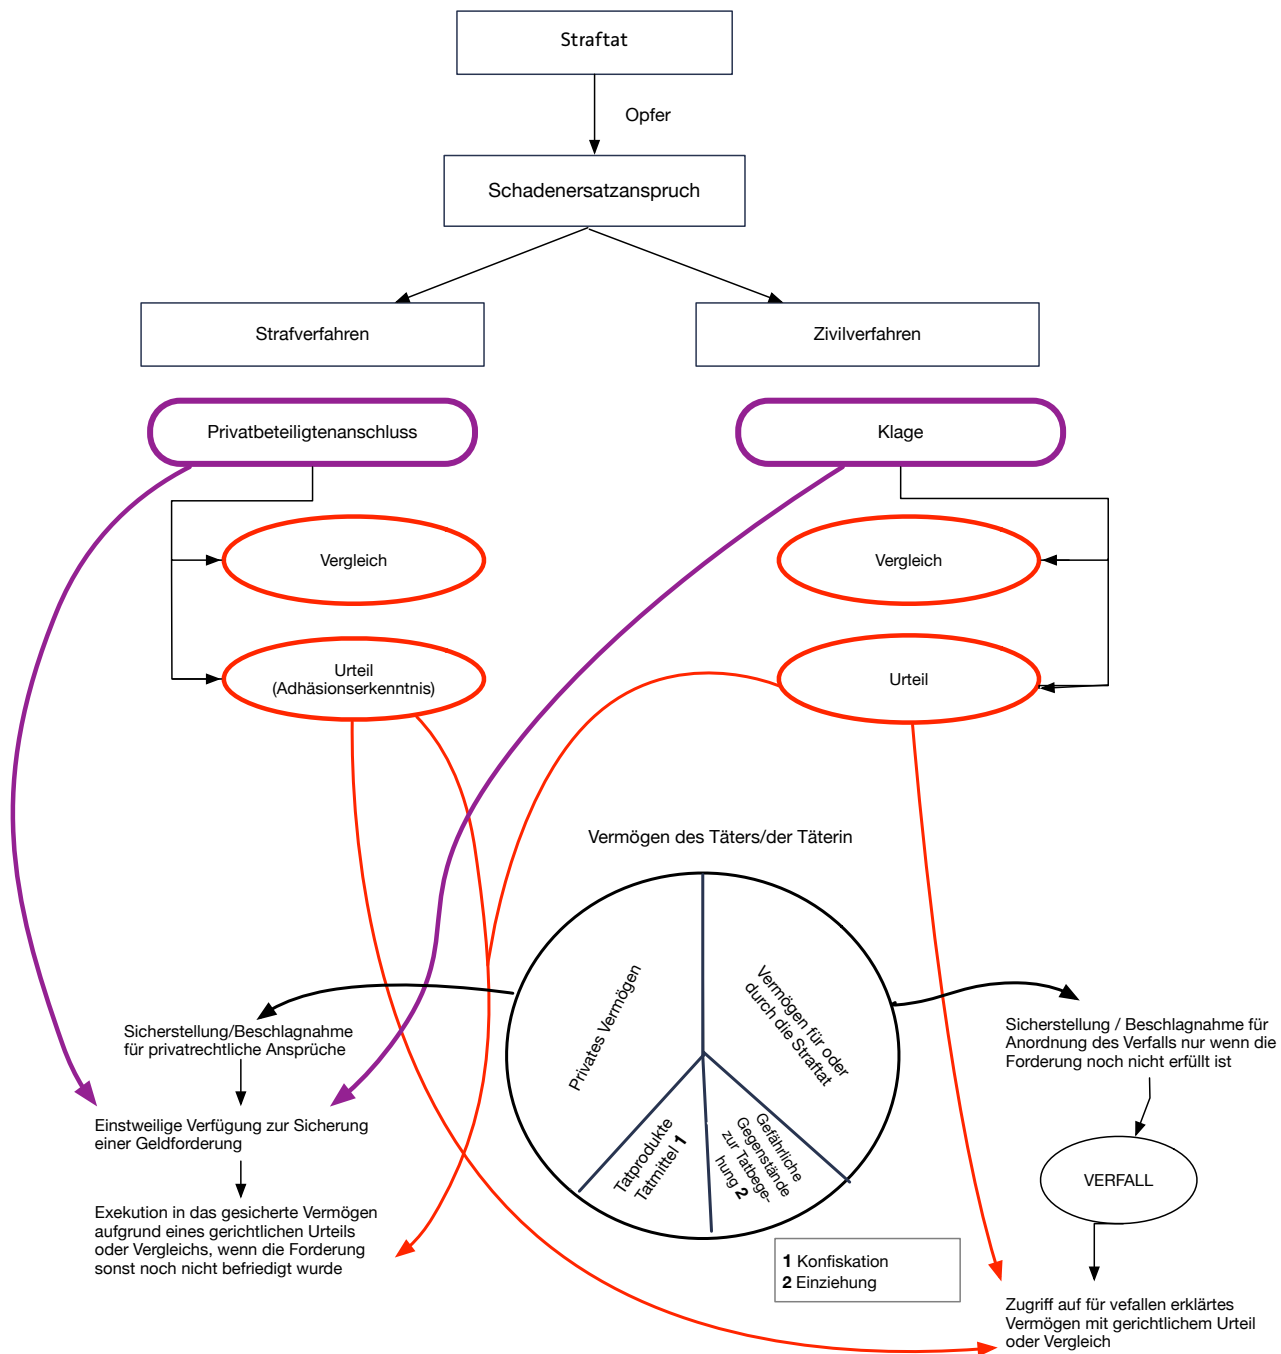 Straftat
Opfer
Schadenersatzanspruch
Strafverfahren
Zivilverfahren
Privatbeteiligtenanschluss
Klage
Vergleich
Vergleich
Urteil
(Adhäsionserkenntnis)
Urteil
Vermögen des Täters/der Täterin
Privates Vermögen
Vermögen für oder
durch die Straftat
Tatprodukte
Tatmittel 1
Gefährliche
Gegenstände
zur Tatbege-
hung 2
Sicherstellung/Beschlagnahme
für privatrechtliche Ansprüche
Einstweilige Verfügung zur Sicherung
einer Geldforderung
Exekution in das gesicherte Vermögen
aufgrund eines gerichtlichen Urteils
oder Vergleichs, wenn die Forderung
sonst noch nicht befriedigt wurde
Sicherstellung / Beschlagnahme für
Anordnung des Verfalls nur wenn die
Forderung noch nicht erfüllt ist
VERFALL
1 Konfiskation
2 Einziehung
Zugriff auf für vefallen erklärtes
Vermögen mit gerichtlichem Urteil
oder Vergleich